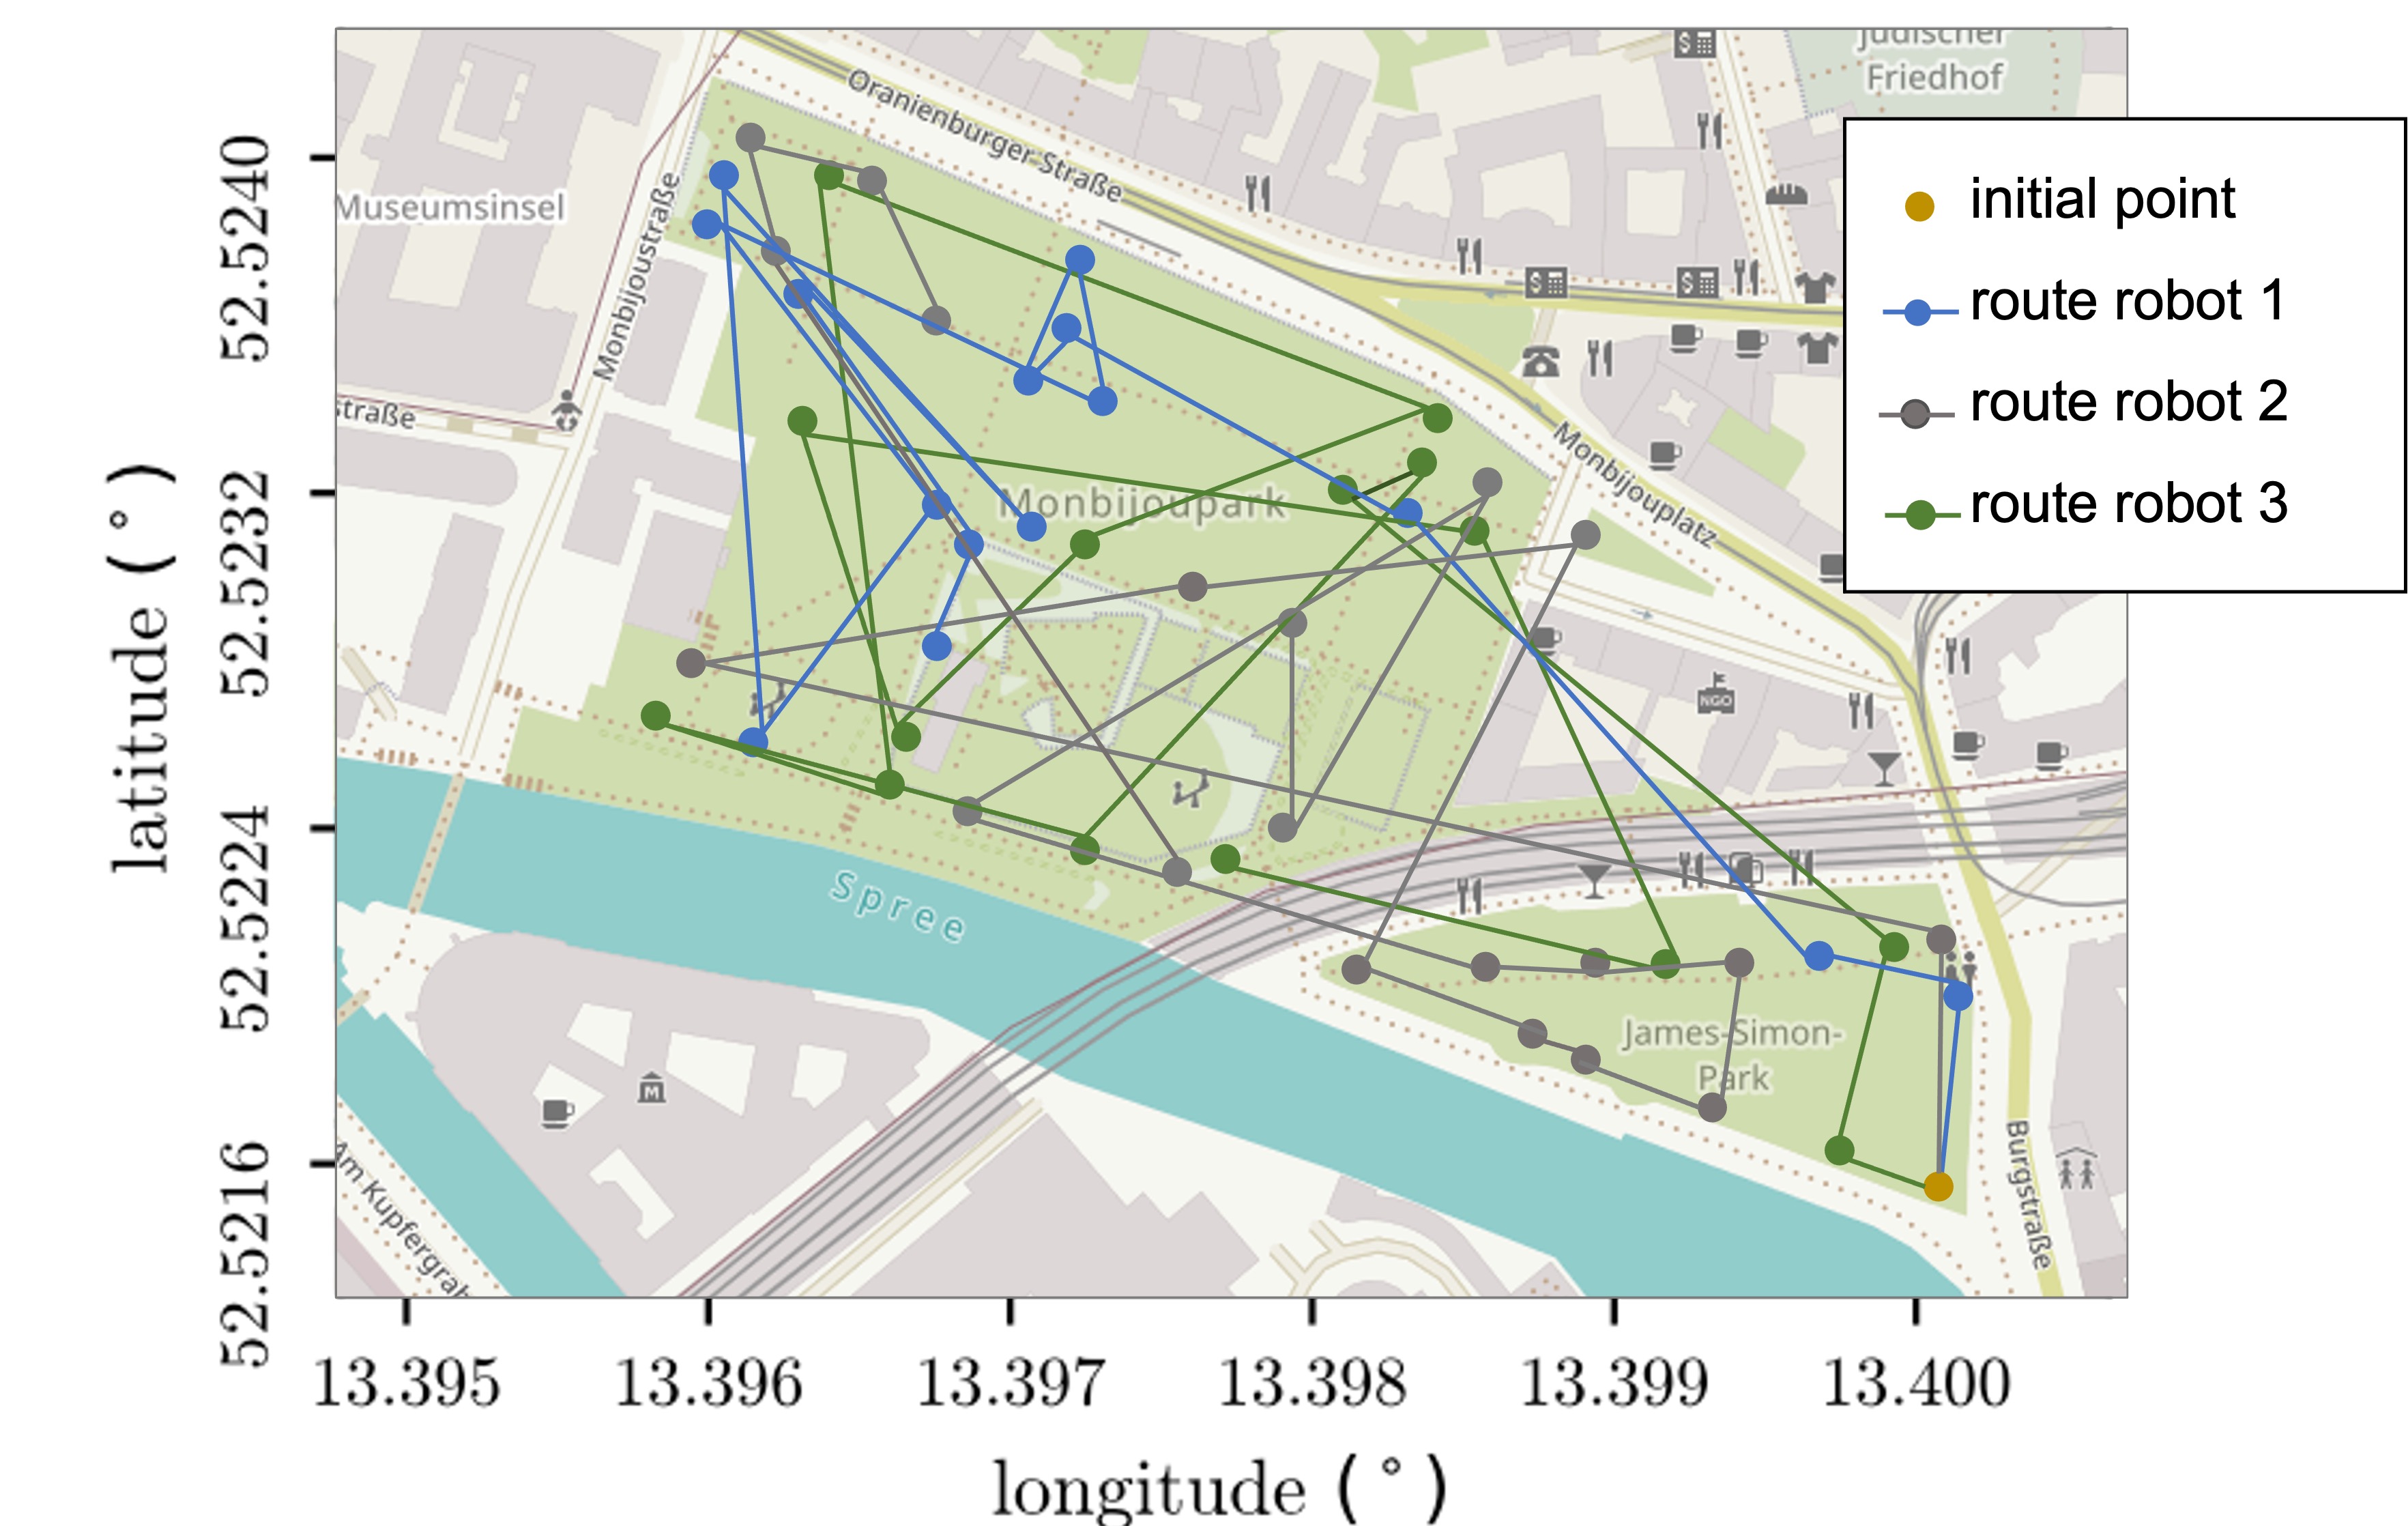 Jüdischer
Friedhof
Oranienburger Straße
Museumsinsel
Monbijoustraße
straße
Monbijoupark
Monbijouplatz
NGO
Spree
James-Simon-
Park
Burgstraße
M
initial point
route robot 1
route robot 2
route robot 3
52.5240
52.5232
52.5224
52.5216
latitude (°)
13.395
13.396
13.397
13.398
13.399
13.400
longitude (°)